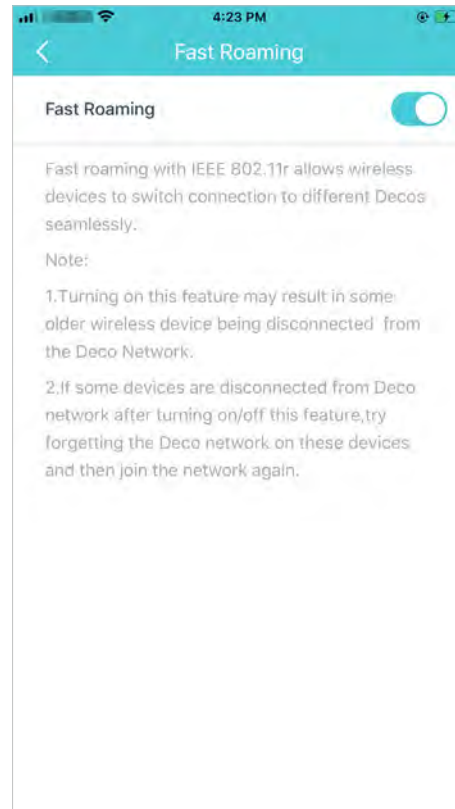 4:23 PM
Fast Roaming
Fast Roaming
Fast roaming with IEEE 802.11r allows wireless
devices to switch connection to different Decos
seamlessly.
Note:
1.Turning on this feature may result in some
older wireless device being disconnected from
the Deco Network.
2.If some devices are disconnected from Deco
network after turning on/off this feature,try
forgetting the Deco network on these devices
and then join the network again.